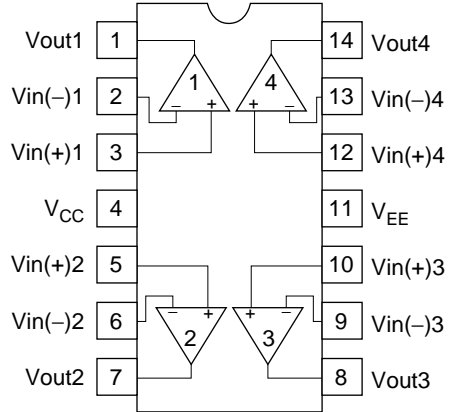 Vout1 1 14 Vout4
1 4
Vin(−)1 2 − + + − 13 Vin(−)4
Vin(+)1 3 12 Vin(+)4
VCC 4 11 VEE
Vin(+)2 5 10 Vin(+)3
Vin(−)2 6 − + + − 9 Vin(−)3
2 3
Vout2 7 8 Vout3